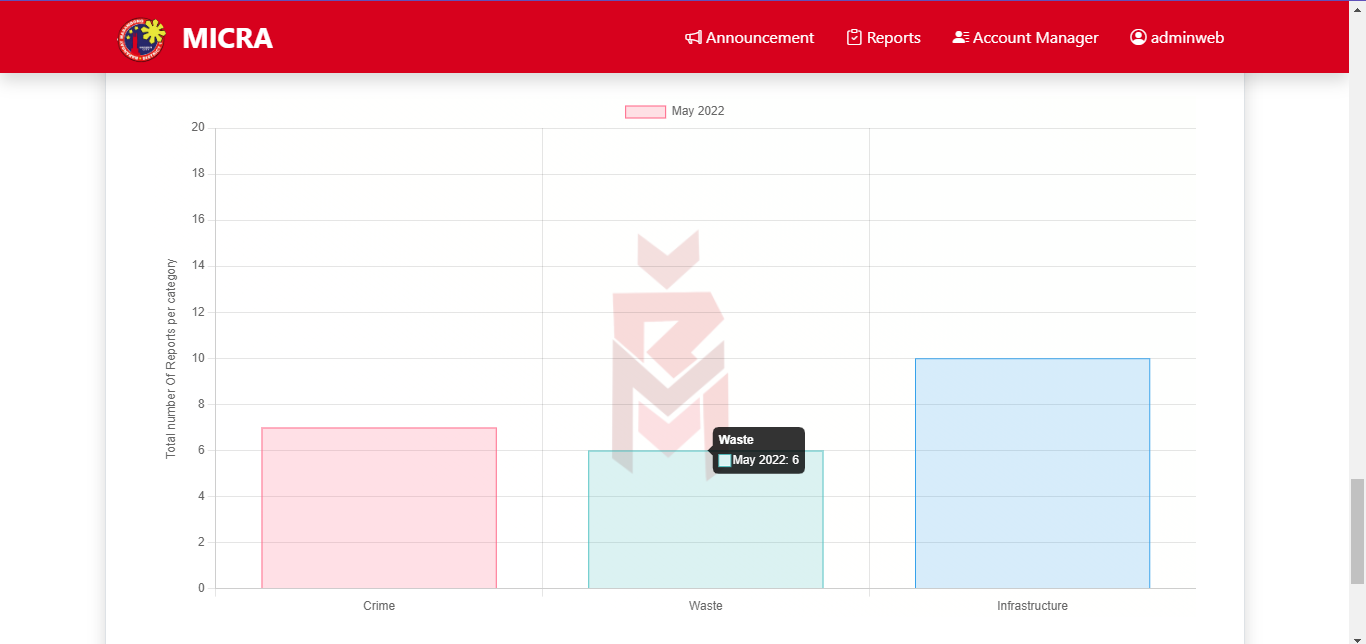 MICRA
Announcement
Reports
Account Manager
adminweb
May 2022
Total number Of Reports per category
20
18
16
14
12
10
8
6
4
2
0
Waste
May 2022: 6
Crime
Waste
Infrastructure